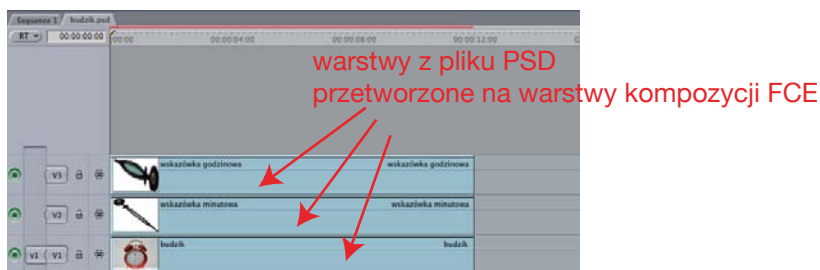 Sequence 1 budzik.psd
RT 00:00:00:00 00:00 00:00:04:00 00:00:08:00 00:00:12:00
warstwy z pliku PSD
przetworzone na warstwy kompozycji FCE
V3 wskazówka godzinowa wskazówka godzinowa
V2 wskazówka minutowa wskazówka minutowa
v1 V1 budzik budzik